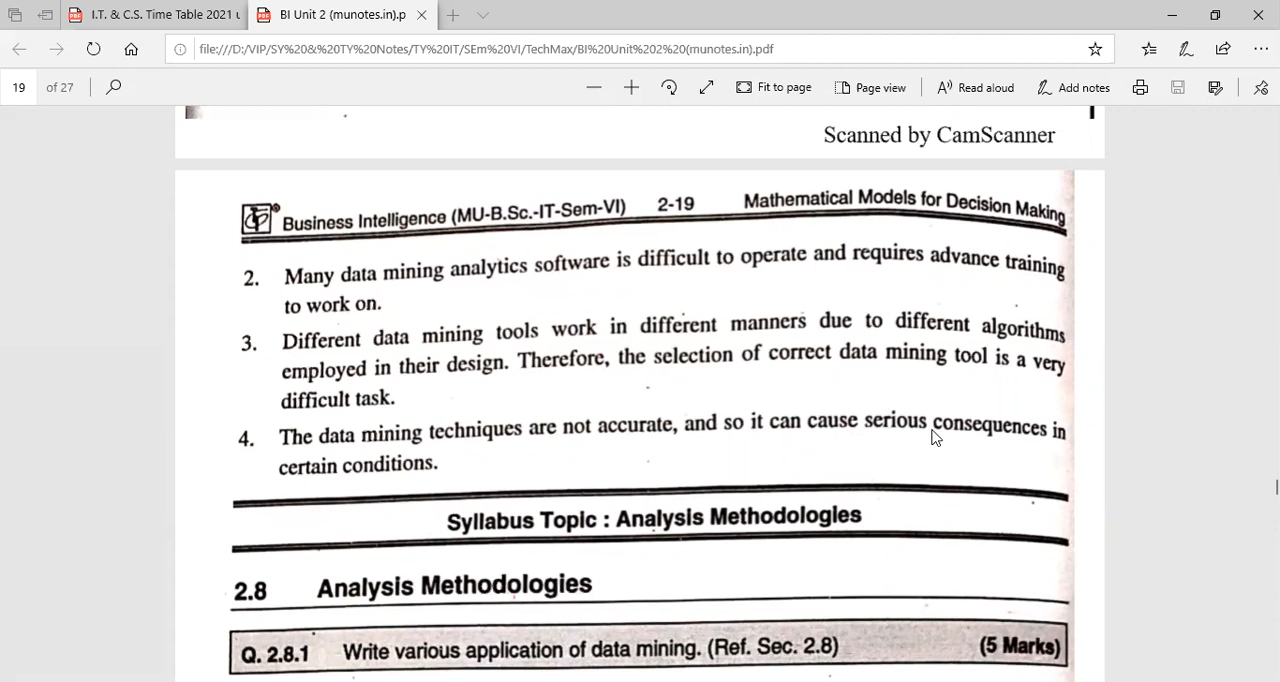 I.T. & C.S. Time Table 2021 u
BI Unit 2 (munotes.in).p
file:///D:/VIP/SY%20&%20TY%20Notes/TY%20IT/SEm%20VI/TechMax/BI%20Unit%202%20(munotes.in).pdf
19 of 27 Fit to page Page view Read aloud Add notes
Scanned by CamScanner
Business Intelligence (MU-B.Sc.-IT-Sem-VI) 2-19 Mathematical Models for Decision Making
2. Many data mining analytics software is difficult to operate and requires advance training
to work on.
3. Different data mining tools work in different manners due to different algorithms
employed in their design. Therefore, the selection of correct data mining tool is a very
difficult task.
4. The data mining techniques are not accurate, and so it can cause serious consequences in
certain conditions.
Syllabus Topic : Analysis Methodologies
2.8 Analysis Methodologies
Q. 2.8.1 Write various application of data mining. (Ref. Sec. 2.8) (5 Marks)